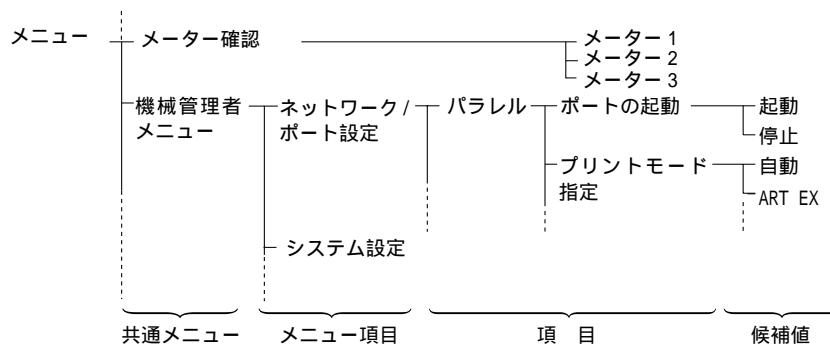 メニュー メーター確認 メーター1
メーター2
メーター3
機械管理者 ネットワーク/ パラレル ポートの起動 起動
メニュー ポート設定
停止
プリントモード 自動
指定
ART EX
システム設定
共通メニュー メニュー項目 項 目 候補値